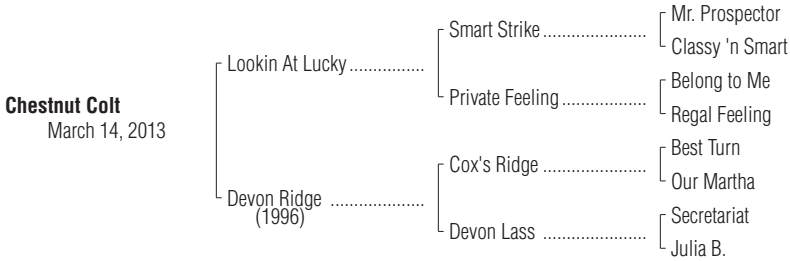 Mr. Prospector
Smart Strike ......................
Classy 'n Smart
Lookin At Lucky................
Belong to Me
Private Feeling..................
Regal Feeling
Chestnut Colt
March 14, 2013
Best Turn
Cox's Ridge ......................
Our Martha
Devon Ridge ....................
(1996)
Secretariat
Devon Lass ......................
Julia B.